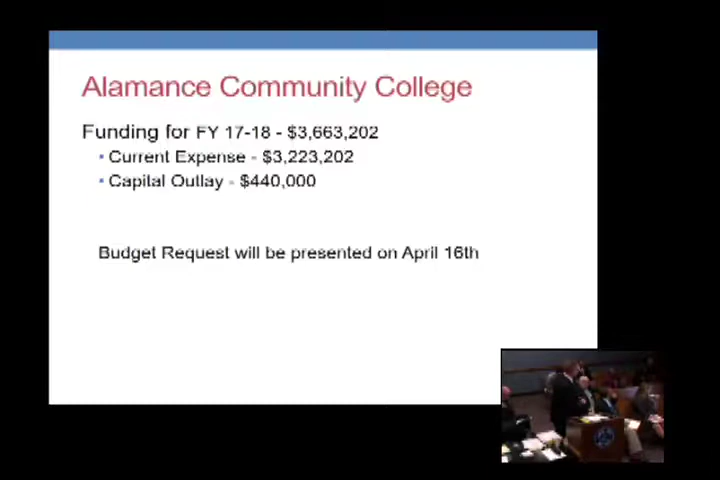 Alamance Community College
Funding for FY 17-18 - $3,663,202
• Current Expense - $3,223,202
• Capital Outlay - $440,000
Budget Request will be presented on April 16th